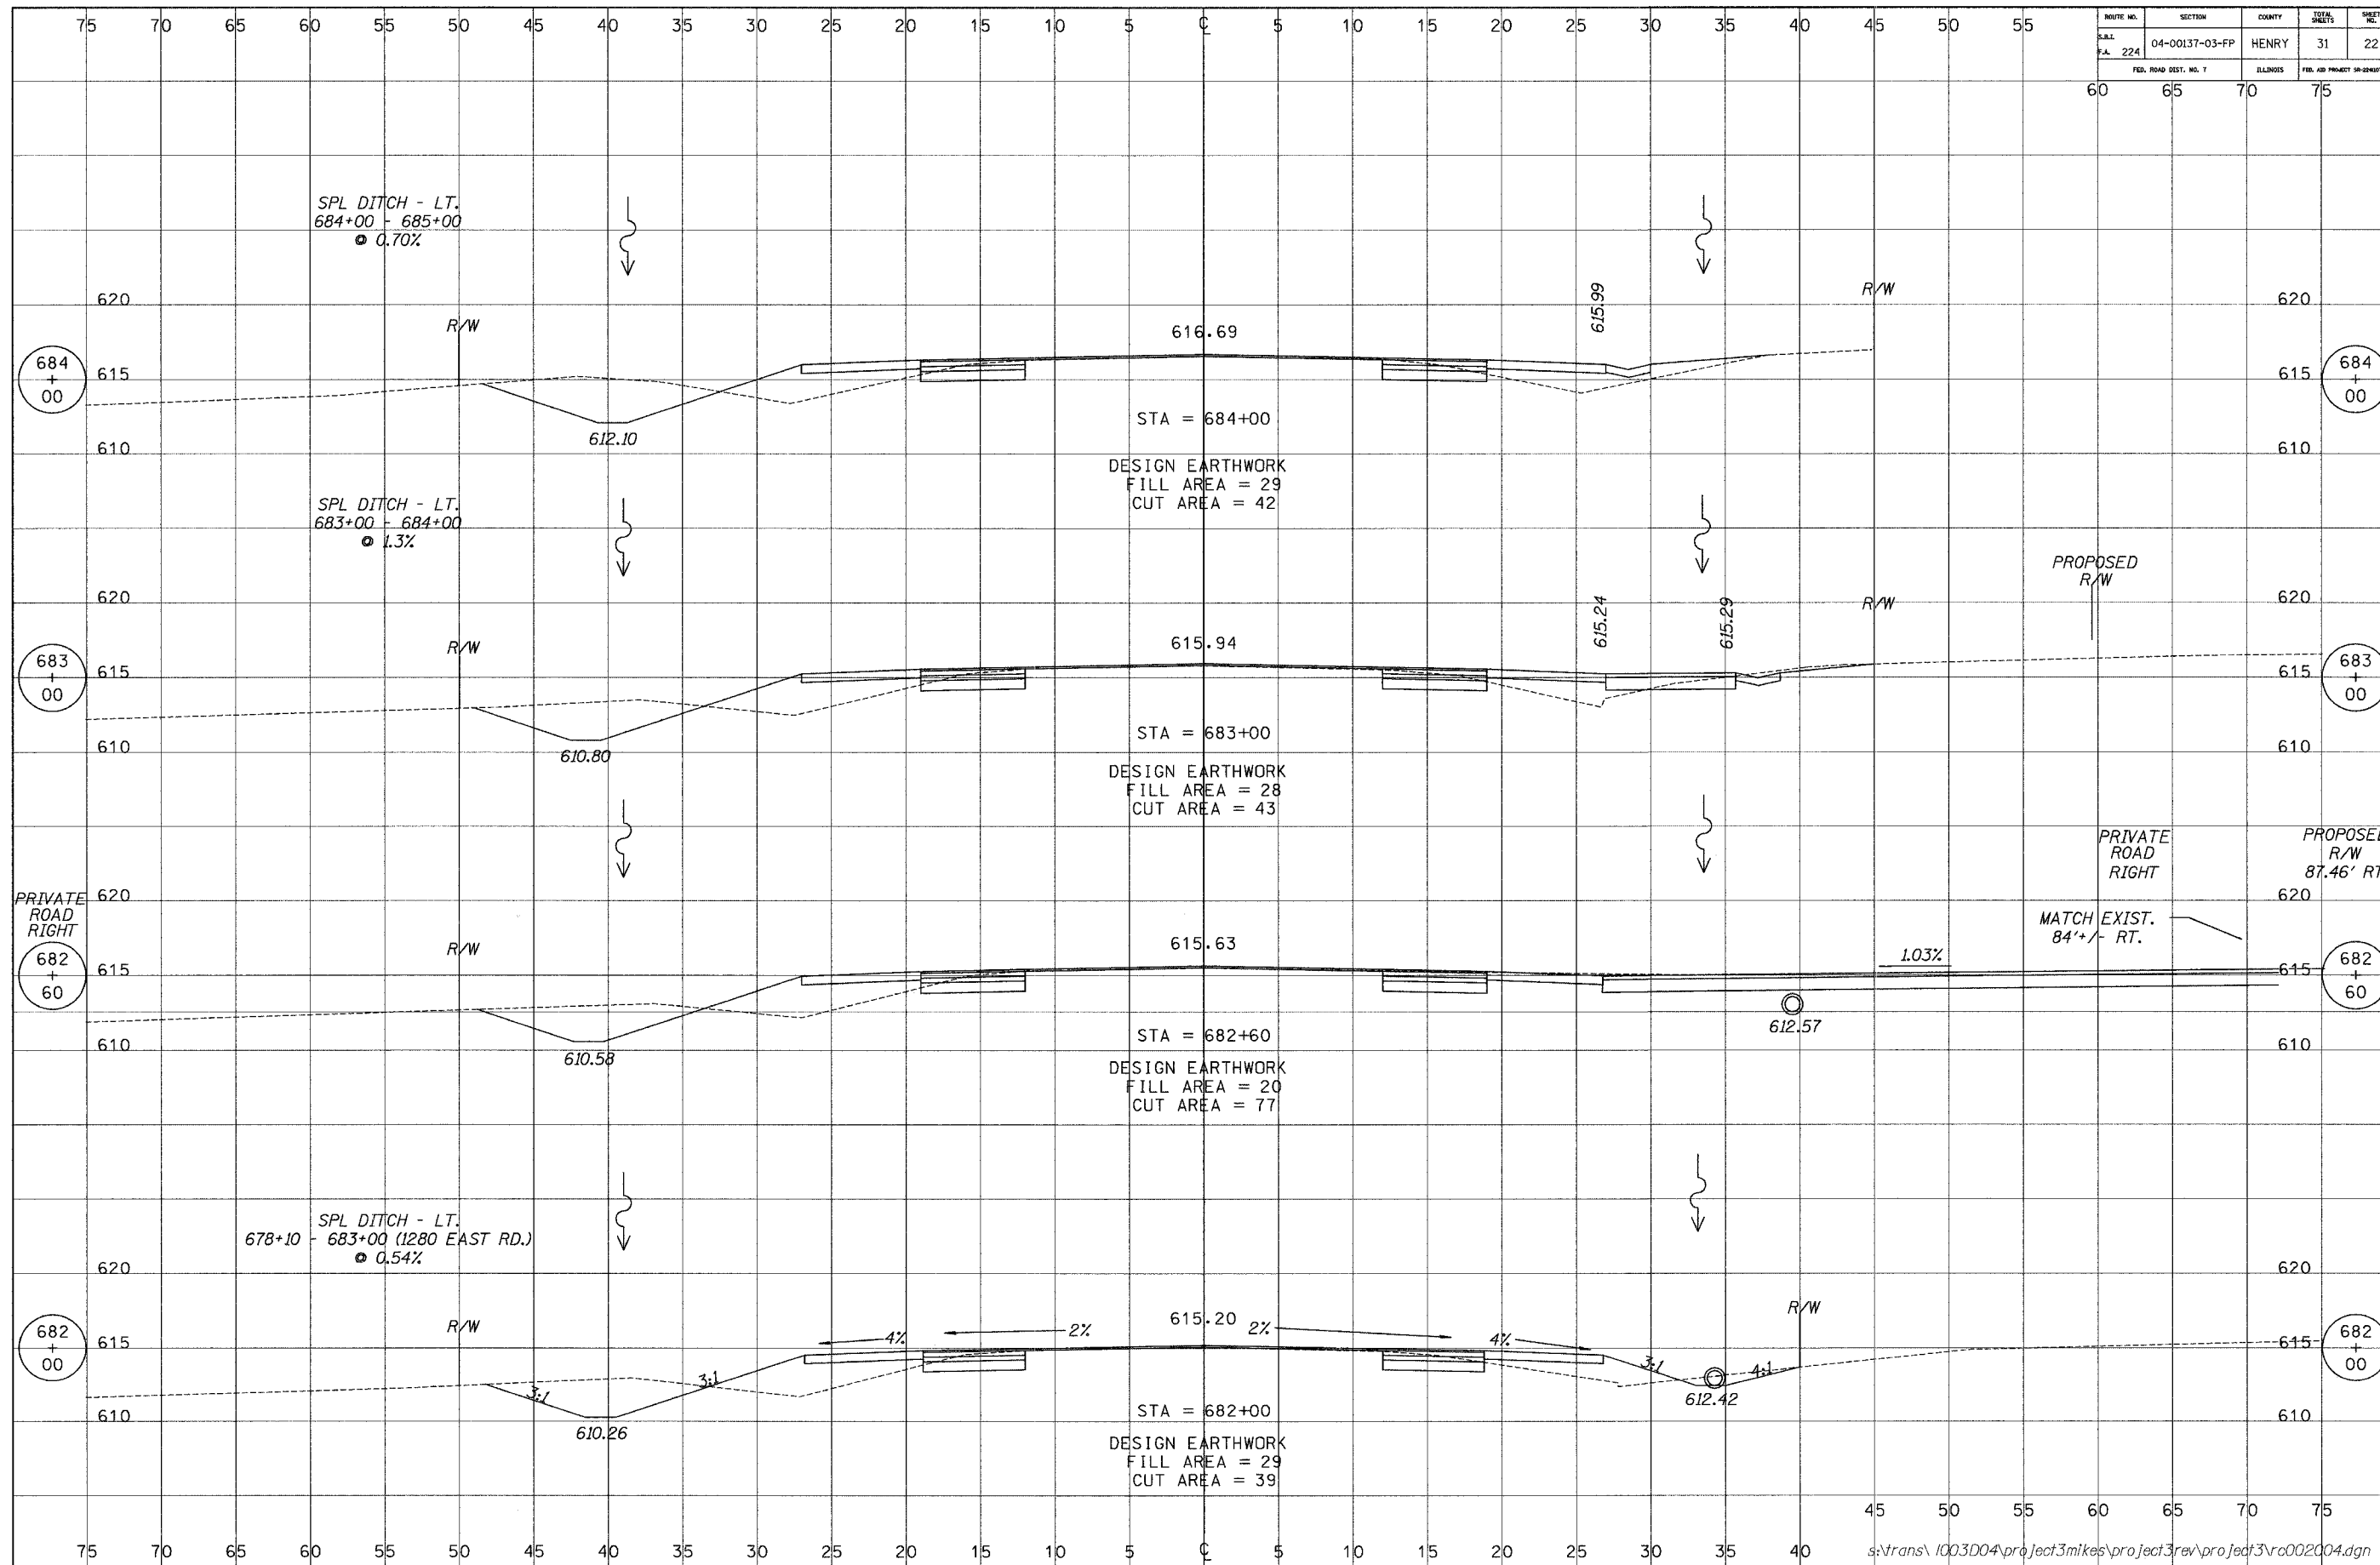 75 70 65 60 55 50 45 40 35 30 25 20 15 10 5 ℄ 5 10 15 20 25 30 35 40 45 50 55
ROUTE NO. SECTION COUNTY TOTAL SHEETS SHEET NO.
S.B.I.
F.A. 224 04-00137-03-FP HENRY 31 22
FED. ROAD DIST. NO. 7 ILLINOIS FED. AID PROJECT
60 65 70 75
SPL DITCH - LT.
684+00 - 685+00
@ 0.70%
620 615.99 R/W 620
R/W 616.69
684
+
00
615 615
684
+
00
612.10
STA = 684+00
610 610
DESIGN EARTHWORK
FILL AREA = 29
CUT AREA = 42
SPL DITCH - LT.
683+00 - 684+00
@ 1.3%
PROPOSED
R/W
620 615.24 615.29 R/W 620
R/W 615.94
683
+
00
615 615
683
+
00
610.80
STA = 683+00
610 610
DESIGN EARTHWORK
FILL AREA = 28
CUT AREA = 43
PRIVATE
ROAD
RIGHT
PROPOSED
R/W
87.46' RT
PRIVATE
ROAD
RIGHT
620 620
MATCH EXIST.
84'+/- RT.
R/W 615.63 1.03%
682
+
60
615 615
682
+
60
612.57
610.58
STA = 682+60
610 610
DESIGN EARTHWORK
FILL AREA = 20
CUT AREA = 77
SPL DITCH - LT.
678+10 - 683+00 (1280 EAST RD.)
@ 0.54%
620 620
R/W 4% 2% 615.20 2% 4% R/W
682
+
00
615 615
682
+
00
3:1 3:1 3:1 4:1
610.26 612.42
STA = 682+00
610 610
DESIGN EARTHWORK
FILL AREA = 29
CUT AREA = 39
45 50 55 60 65 70 75
75 70 65 60 55 50 45 40 35 30 25 20 15 10 5 ℄ 5 10 15 20 25 30 35 40
s:\trans\1003D04\project3mikes\project3rev\project3\rc002004.dgn